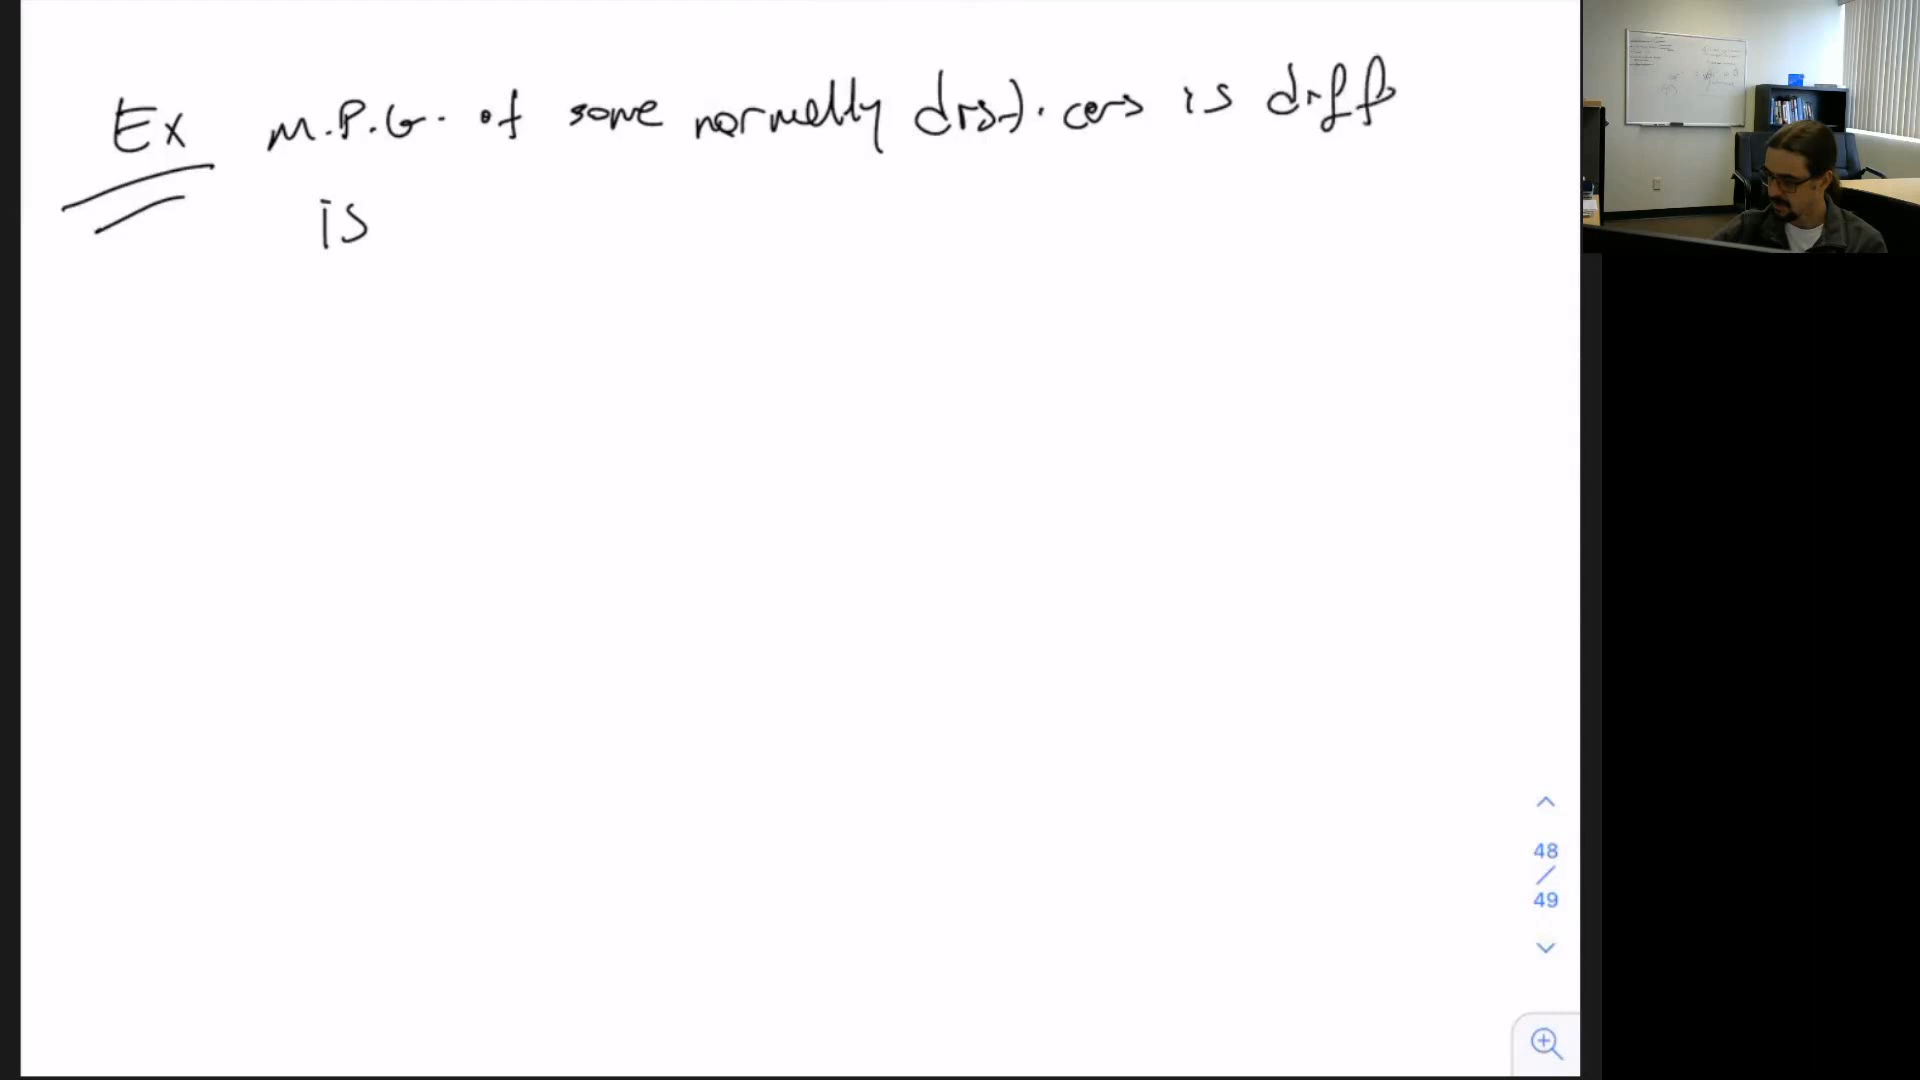 Ex m.P.G. of some normally dist. cars is diff
is
48
/
49